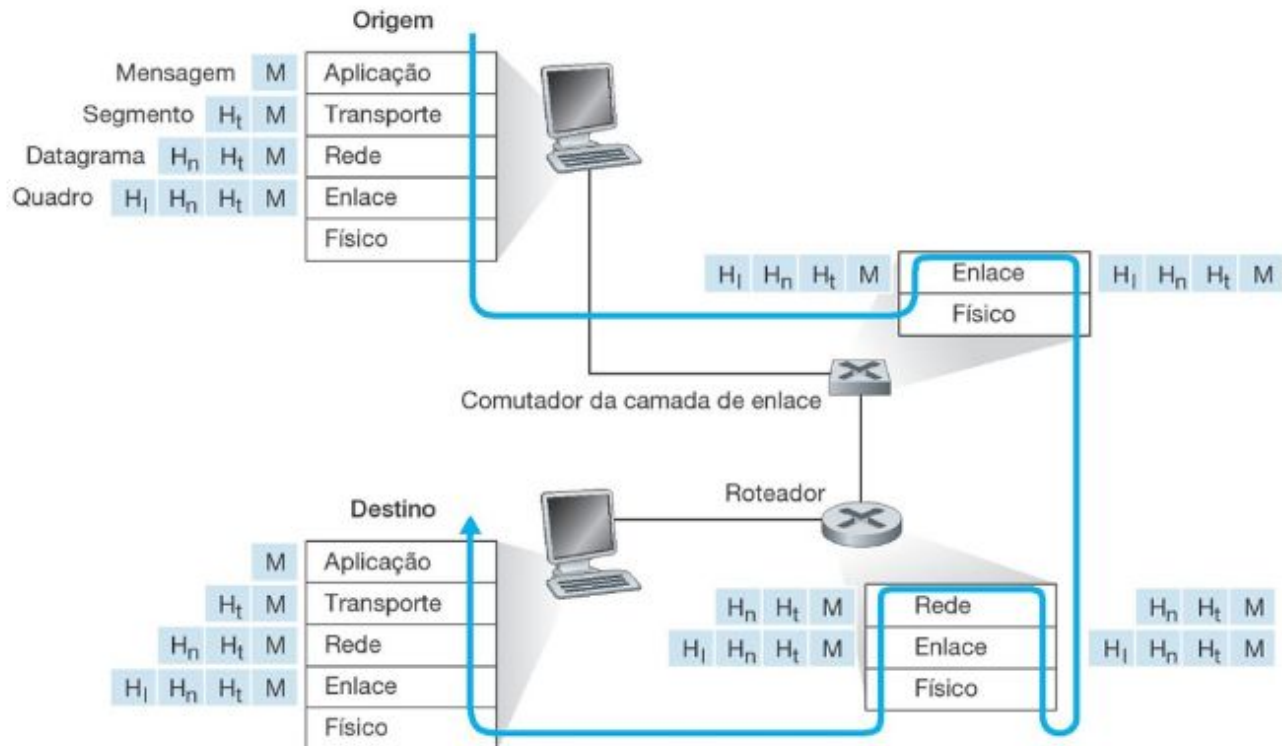 Origem
Mensagem M Aplicação
Segmento Ht M Transporte
Datagrama Hn Ht M Rede
Quadro Hl Hn Ht M Enlace
Físico
Hl Hn Ht M Enlace Hl Hn Ht M
Físico
Comutador da camada de enlace
Roteador
Destino
M Aplicação
Ht M Transporte
Hn Ht M Rede
Hl Hn Ht M Enlace
Físico
Hn Ht M Rede Hn Ht M
Hl Hn Ht M Enlace Hl Hn Ht M
Físico